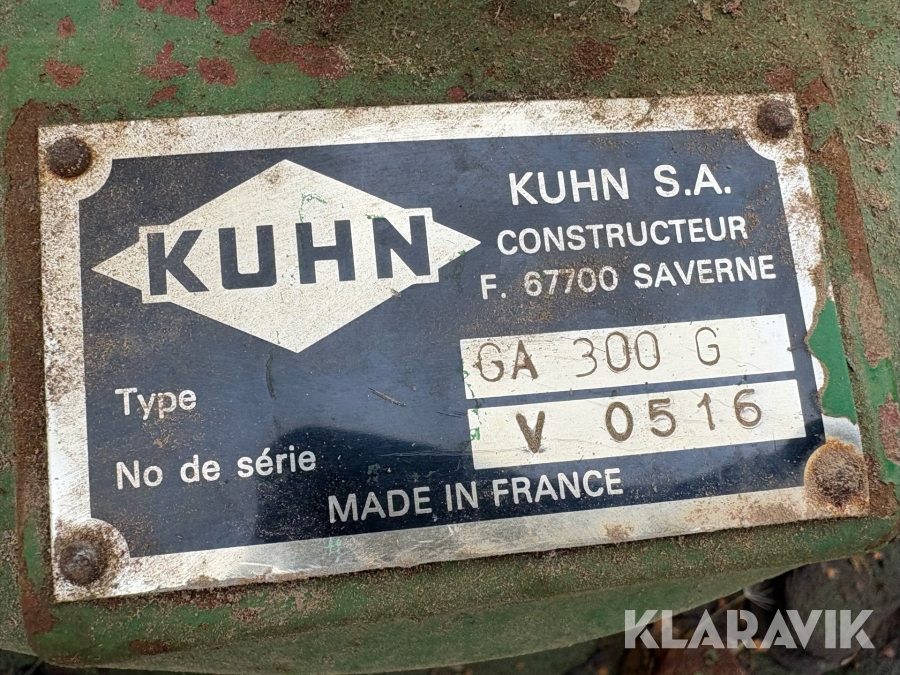 KUHN
KUHN S.A.
CONSTRUCTEUR
F. 67700 SAVERNE
Type GA 300 G
No de série V 0516
MADE IN FRANCE
KLARAVIK